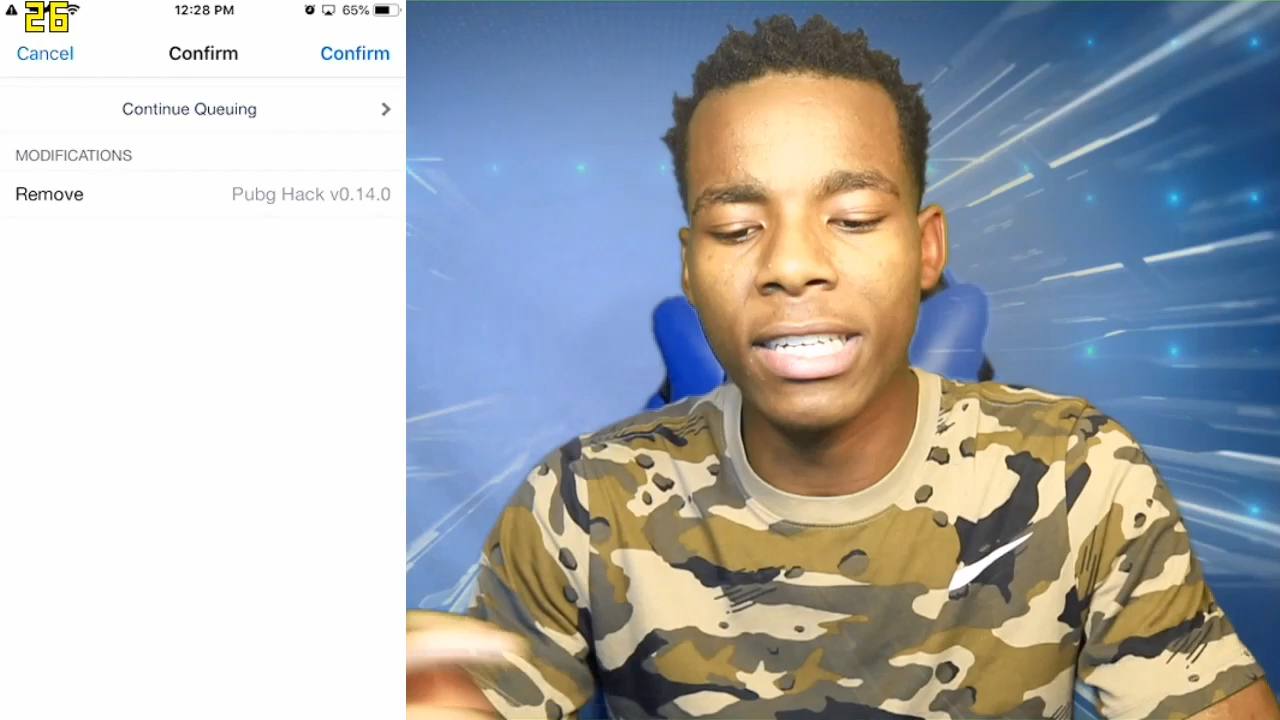 26
12:28 PM
65%
Cancel
Confirm
Confirm
Continue Queuing
MODIFICATIONS
Remove
Pubg Hack v0.14.0